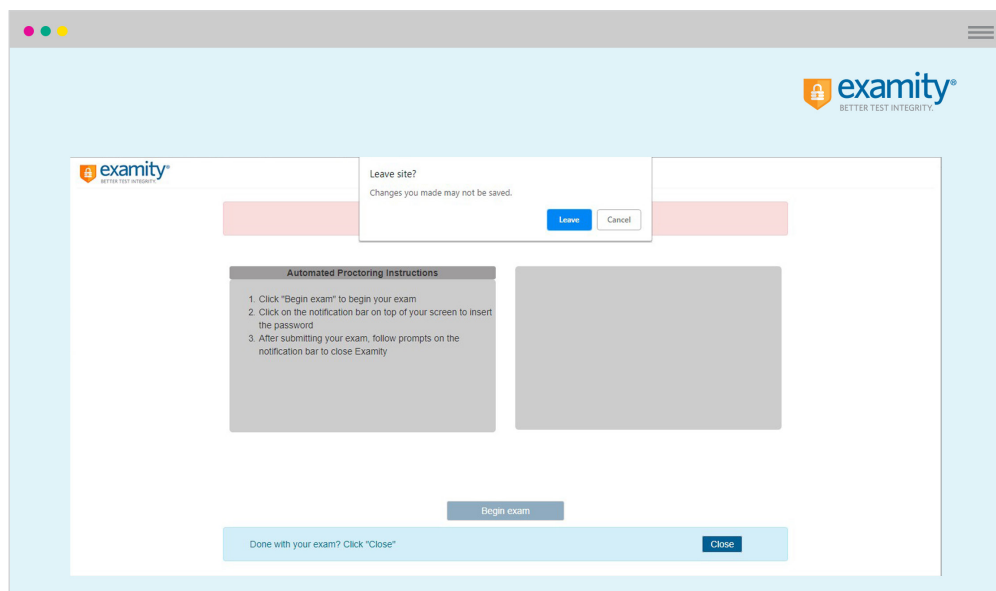 examity®
BETTER TEST INTEGRITY.
examity®
BETTER TEST INTEGRITY.
Leave site?
Changes you made may not be saved.
Leave
Cancel
Automated Proctoring Instructions
1. Click "Begin exam" to begin your exam
2. Click on the notification bar on top of your screen to insert
the password
3. After submitting your exam, follow prompts on the
notification bar to close Examity
Begin exam
Done with your exam? Click "Close"
Close